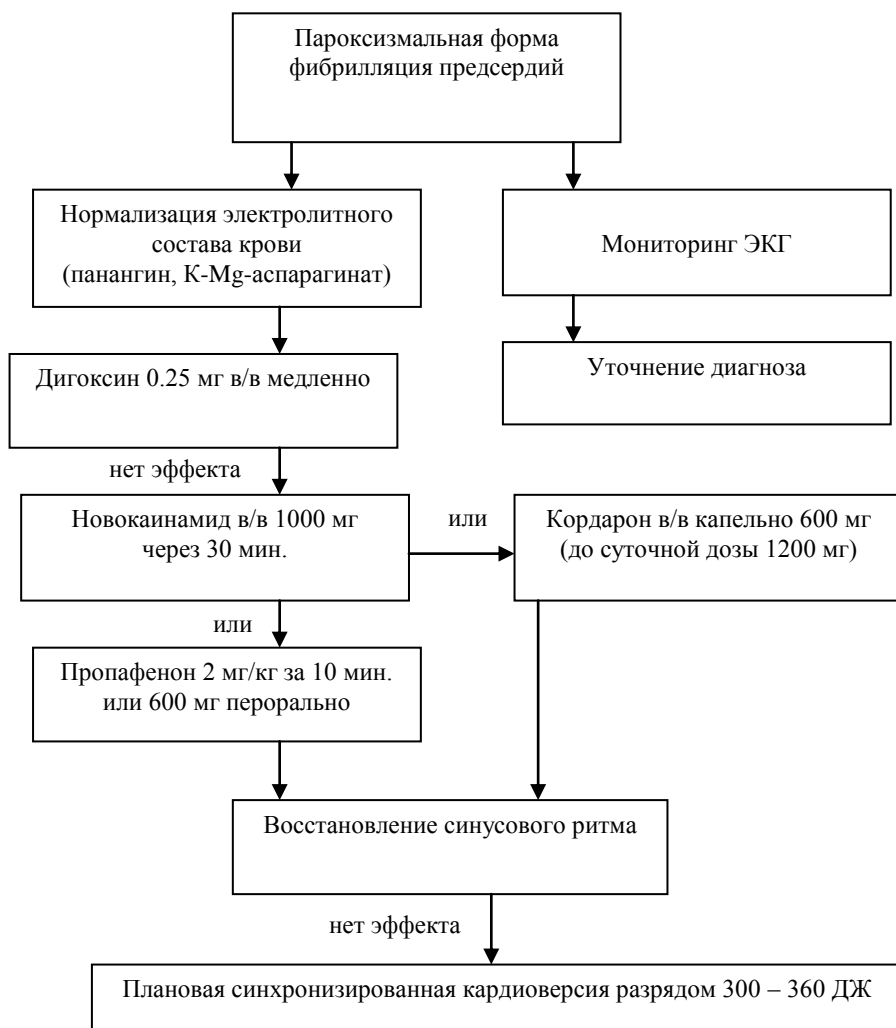 Пароксизмальная форма
фибрилляция предсердий
Нормализация электролитного
состава крови
(панангин, К-Mg-аспарагинат)
Мониторинг ЭКГ
Дигоксин 0.25 мг в/в медленно
Уточнение диагноза
нет эффекта
Новокаинамид в/в 1000 мг
через 30 мин.
или
Кордарон в/в капельно 600 мг
(до суточной дозы 1200 мг)
или
Пропафенон 2 мг/кг за 10 мин.
или 600 мг перорально
Восстановление синусового ритма
нет эффекта
Плановая синхронизированная кардиоверсия разрядом 300 – 360 ДЖ